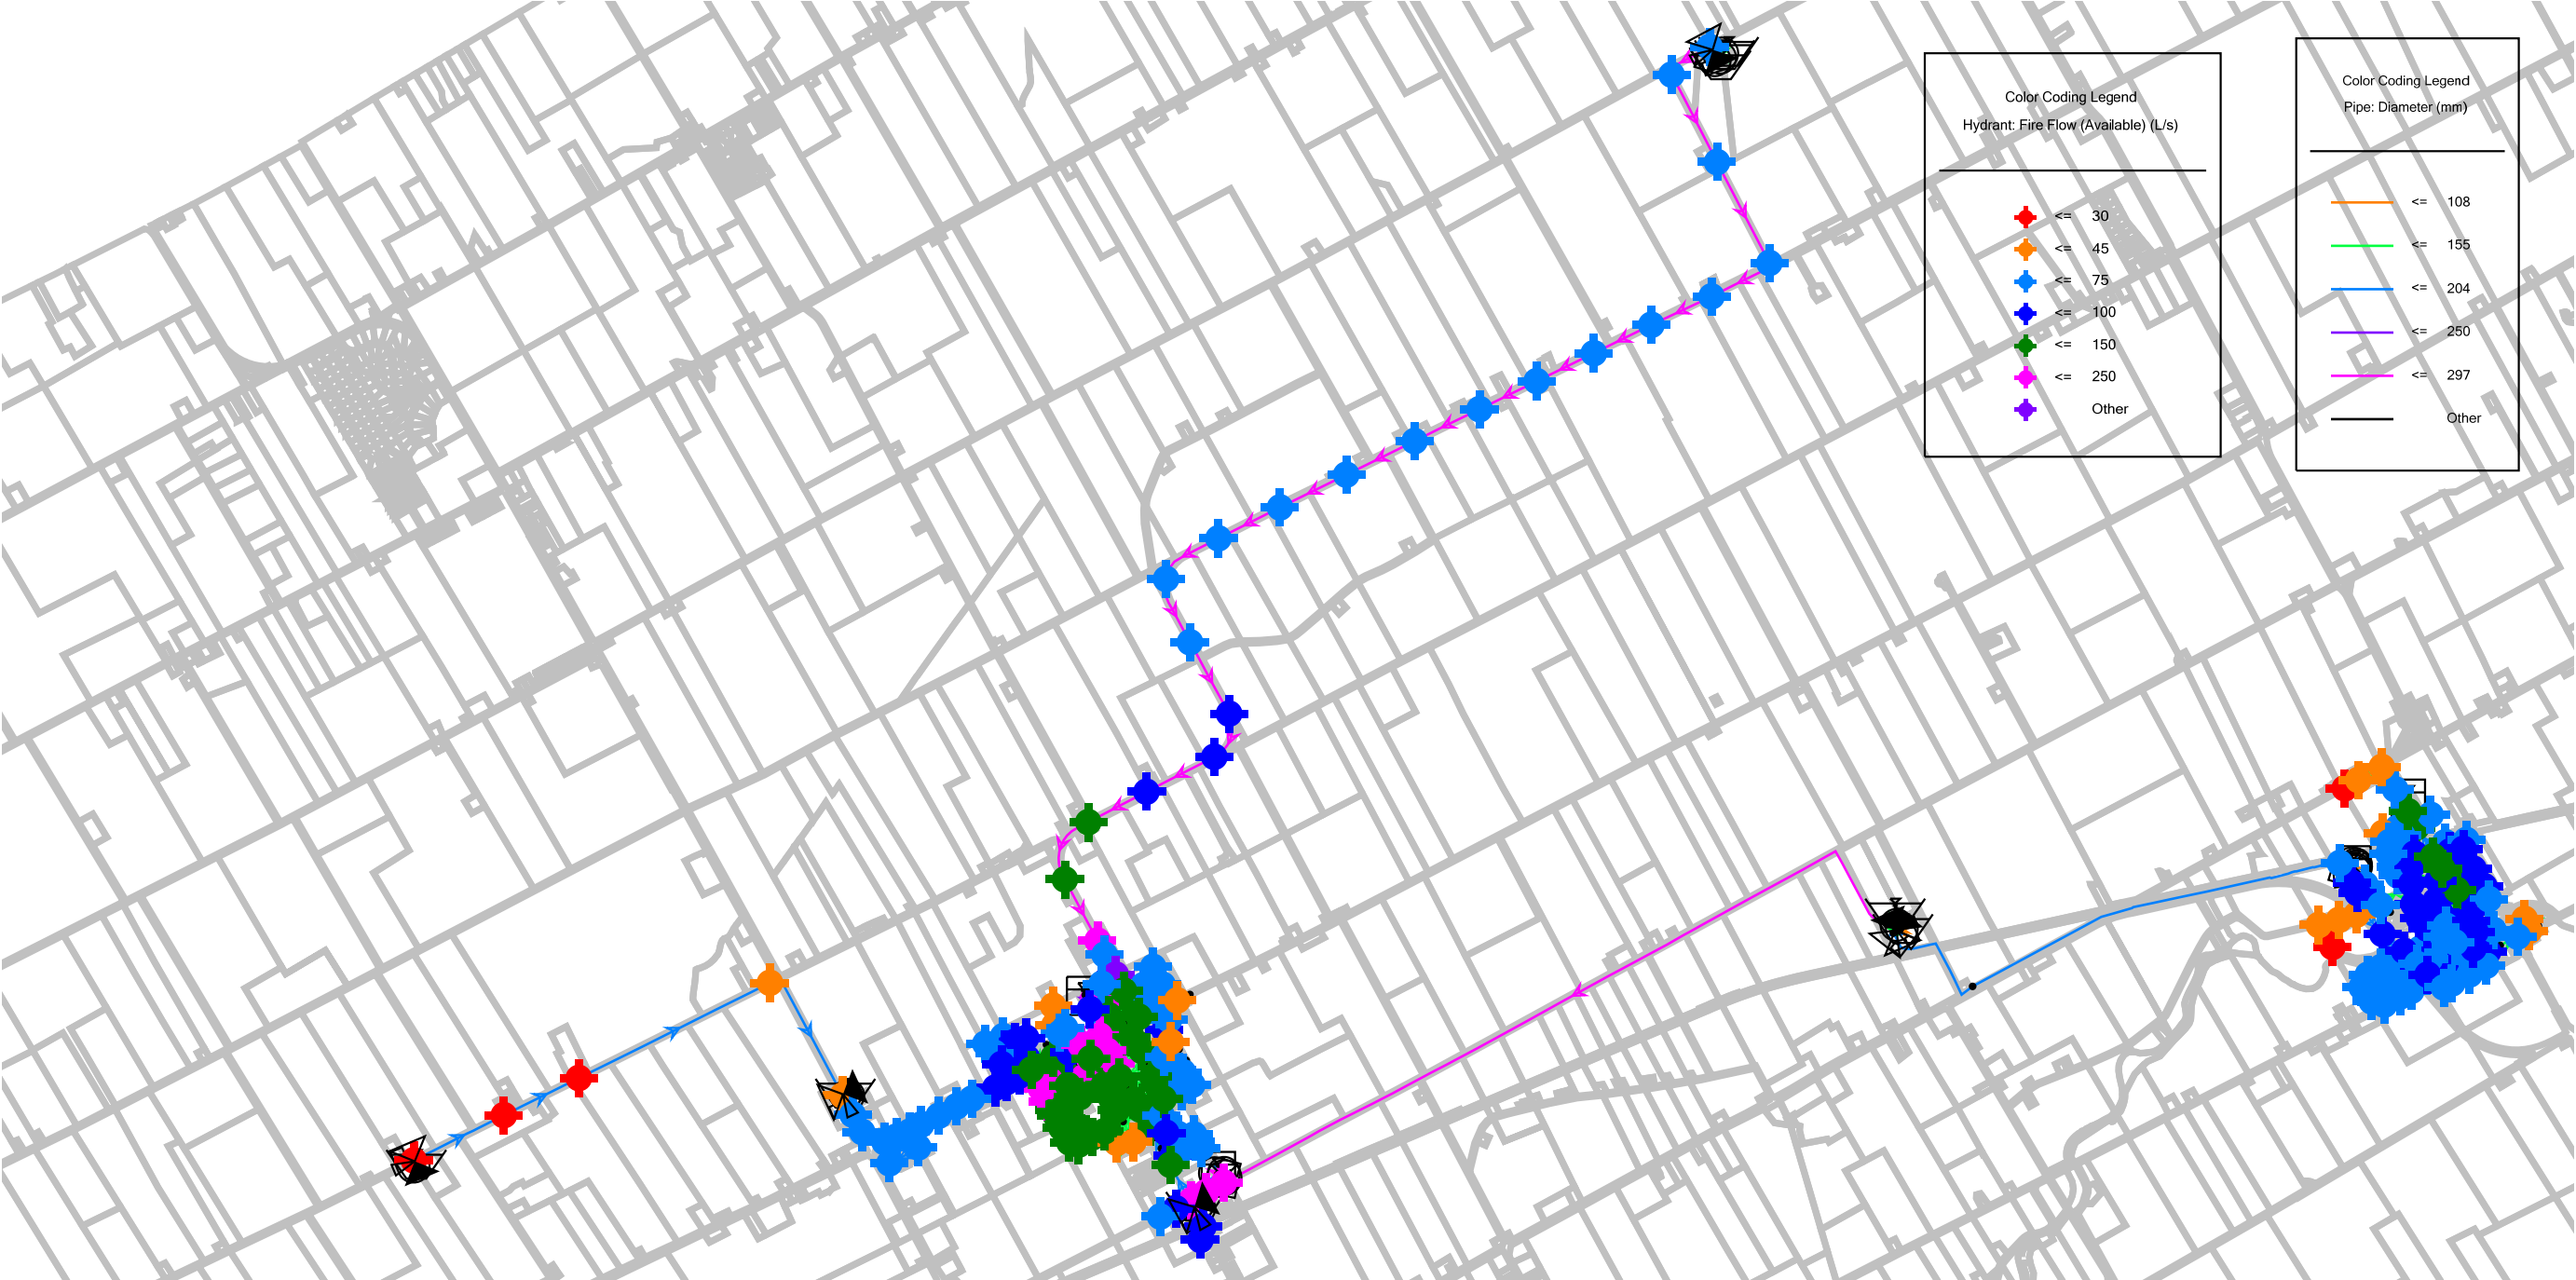 Color Coding Legend
Hydrant: Fire Flow (Available) (L/s)
<= 30
<= 45
<= 75
<= 100
<= 150
<= 250
Other
Color Coding Legend
Pipe: Diameter (mm)
<= 108
<= 155
<= 204
<= 250
<= 297
Other